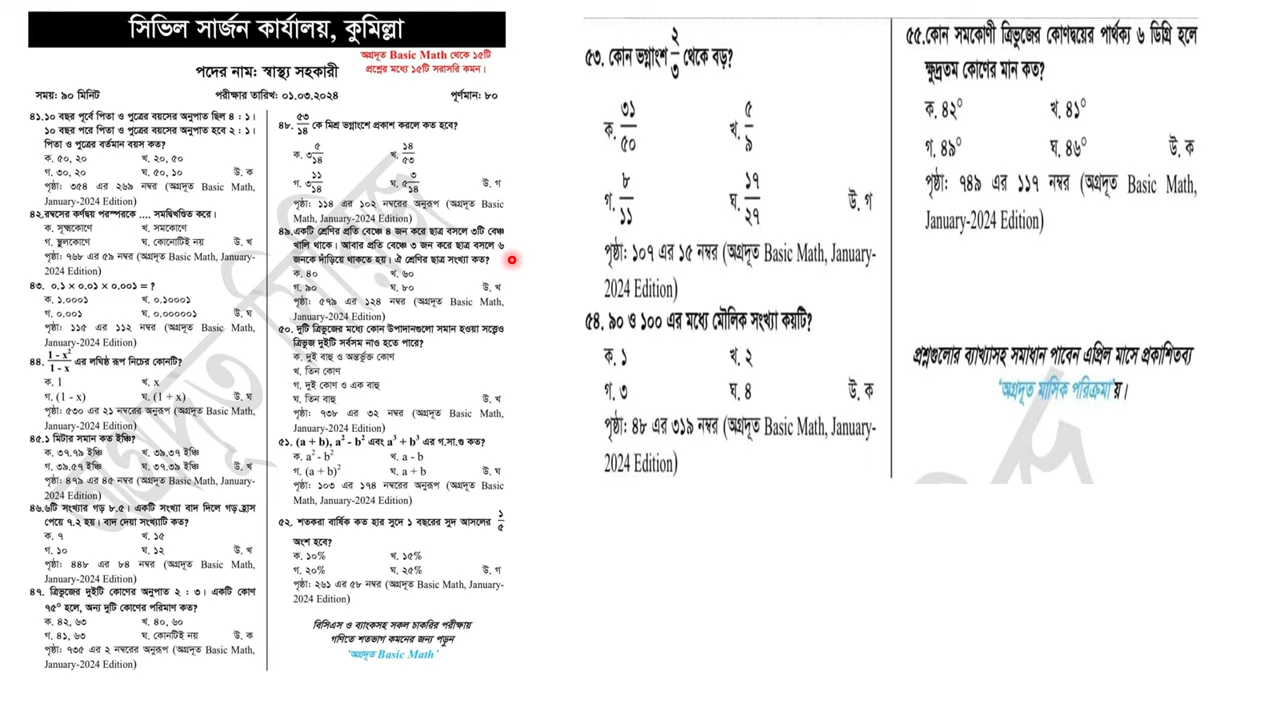 সিভিল সার্জন কার্যালয়, কুমিল্লা
অগ্রদূত Basic Math থেকে ১৫টি
প্রশ্নের মধ্যে ১৫টি সরাসরি কমন।
পদের নাম: স্বাস্থ্য সহকারী
সময়: ৯০ মিনিট পরীক্ষার তারিখ: ০১.০৩.২০২৪ পূর্ণমান: ৮০
৪১.১০ বছর পূর্বে পিতা ও পুত্রের বয়সের অনুপাত ছিল ৪ : ১।
১০ বছর পরে পিতা ও পুত্রের বয়সের অনুপাত হবে ২ : ১।
পিতা ও পুত্রের বর্তমান বয়স কত?
ক. ৫০, ২০ খ. ২০, ৫০
গ. ৩০, ২০ ঘ. ৫০, ১০ উ. ক
পৃষ্ঠা: ৩৫৪ এর ২৬৯ নম্বর (অগ্রদূত Basic Math,
January-2024 Edition)
৪২.রম্বসের কর্ণদ্বয় পরস্পরকে .... সমদ্বিখণ্ডিত করে।
ক. সূক্ষ্মকোণে খ. সমকোণে
গ. স্থূলকোণে ঘ. কোনোটিই নয় উ. খ
পৃষ্ঠা: ৭৬৮ এর ৫৯ নম্বর (অগ্রদূত Basic Math, January-
2024 Edition)
৪৩. ০.১ × ০.০১ × ০.০০১ = ?
ক. ১.০০০১ খ. ০.১০০০১
গ. ০.০০১ ঘ. ০.০০০০০১ উ. ঘ
পৃষ্ঠা: ১১৫ এর ১১২ নম্বর (অগ্রদূত Basic Math,
January-2024 Edition)
৪৪. (1 - x²)/(1 - x) এর লঘিষ্ঠ রূপ নিচের কোনটি?
ক. 1 খ. x
গ. (1 - x) ঘ. (1 + x) উ. ঘ
পৃষ্ঠা: ৫৩০ এর ২১ নম্বরের অনুরূপ (অগ্রদূত Basic Math,
January-2024 Edition)
৪৫.১ মিটার সমান কত ইঞ্চি?
ক. ৩৭.৭৯ ইঞ্চি খ. ৩৯.৩৭ ইঞ্চি
গ. ৩৯.৫৭ ইঞ্চি ঘ. ৩৭.৩৯ ইঞ্চি উ. খ
পৃষ্ঠা: ৪৭৯ এর ৪৫ নম্বর (অগ্রদূত Basic Math, January-
2024 Edition)
৪৬.৬টি সংখ্যার গড় ৮.৫। একটি সংখ্যা বাদ দিলে গড় হ্রাস
পেয়ে ৭.২ হয়। বাদ দেয়া সংখ্যাটি কত?
ক. ৭ খ. ১৫
গ. ১০ ঘ. ১২ উ. খ
পৃষ্ঠা: ৪৪৮ এর ৮৪ নম্বর (অগ্রদূত Basic Math,
January-2024 Edition)
৪৭. ত্রিভুজের দুইটি কোণের অনুপাত ২ : ৩। একটি কোণ
৭৫° হলে, অন্য দুটি কোণের পরিমাণ কত?
ক. ৪২, ৬৩ খ. ৪০, ৬০
গ. ৪১, ৬৩ ঘ. কোনটিই নয় উ. ক
পৃষ্ঠা: ৭৩৫ এর ২ নম্বরের অনুরূপ (অগ্রদূত Basic Math,
January-2024 Edition)
৪৮. ৫৩/১৪ কে মিশ্র ভগ্নাংশে প্রকাশ করলে কত হবে?
ক. ৩ ৫/১৪ খ. ১৪/৫৩
গ. ৩ ১১/১৪ ঘ. ৫ ৩/১৪ উ. গ
পৃষ্ঠা: ১১৪ এর ১০২ নম্বরের অনুরূপ (অগ্রদূত Basic
Math, January-2024 Edition)
৪৯.একটি শ্রেণির প্রতি বেঞ্চে ৪ জন করে ছাত্র বসলে ৩টি বেঞ্চ
খালি থাকে। আবার প্রতি বেঞ্চে ৩ জন করে ছাত্র বসলে ৬
জনকে দাঁড়িয়ে থাকতে হয়। ঐ শ্রেণির ছাত্র সংখ্যা কত?
ক. ৪০ খ. ৬০
গ. ৯০ ঘ. ৮০ উ. খ
পৃষ্ঠা: ৫৭৯ এর ১২৪ নম্বর (অগ্রদূত Basic Math,
January-2024 Edition)
৫০. দুটি ত্রিভুজের মধ্যে কোন উপাদানগুলো সমান হওয়া সত্ত্বেও
ত্রিভুজ দুইটি সর্বসম নাও হতে পারে?
ক. দুই বাহু ও অন্তর্ভুক্ত কোণ
খ. তিন কোণ
গ. দুই কোণ ও এক বাহু
ঘ. তিন বাহু উ. খ
পৃষ্ঠা: ৭৩৮ এর ৩২ নম্বর (অগ্রদূত Basic Math,
January-2024 Edition)
৫১. (a + b), a² - b² এবং a³ + b³ এর গ.সা.গু কত?
ক. a² - b² খ. a - b
গ. (a + b)² ঘ. a + b উ. ঘ
পৃষ্ঠা: ১০৩ এর ১৭৪ নম্বরের অনুরূপ (অগ্রদূত Basic
Math, January-2024 Edition)
৫২. শতকরা বার্ষিক কত হার সুদে ১ বছরের সুদ আসলের ১/৫
অংশ হবে?
ক. ১০% খ. ১৫%
গ. ২০% ঘ. ২৫% উ. গ
পৃষ্ঠা: ২৬১ এর ৫৮ নম্বর (অগ্রদূত Basic Math, January-
2024 Edition)
বিসিএস ও ব্যাংকসহ সকল চাকরির পরীক্ষায়
গণিতে শতভাগ কমনের জন্য পড়ুন
‘অগ্রদূত Basic Math’
৫৩. কোন ভগ্নাংশ ২/৩ থেকে বড়?
ক. ৩১/৫০ খ. ৫/৯
গ. ৮/১১ ঘ. ১৭/২৭ উ. গ
পৃষ্ঠা: ১০৭ এর ১৫ নম্বর (অগ্রদূত Basic Math, January-
2024 Edition)
৫৪. ৯০ ও ১০০ এর মধ্যে মৌলিক সংখ্যা কয়টি?
ক. ১ খ. ২
গ. ৩ ঘ. ৪ উ. ক
পৃষ্ঠা: ৪৮ এর ৩১৯ নম্বর (অগ্রদূত Basic Math, January-
2024 Edition)
৫৫.কোন সমকোণী ত্রিভুজের কোণদ্বয়ের পার্থক্য ৬ ডিগ্রি হলে
ক্ষুদ্রতম কোণের মান কত?
ক. ৪২° খ. ৪১°
গ. ৪৯° ঘ. ৪৬° উ. ক
পৃষ্ঠা: ৭৪৯ এর ১১৭ নম্বর (অগ্রদূত Basic Math,
January-2024 Edition)
প্রশ্নগুলোর ব্যাখ্যাসহ সমাধান পাবেন এপ্রিল মাসে প্রকাশিতব্য
‘অগ্রদূত মাসিক পরিক্রমা’য়।
অগ্রদূত সিরিজ